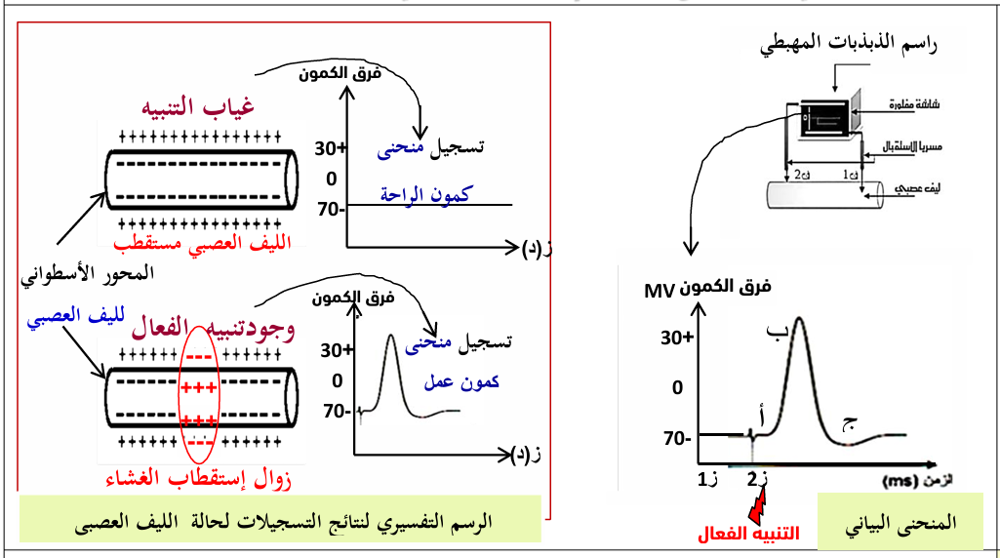 راسم الذبذبات المهبطي
شاشة مفلورة
مسريا الاستقبال
ف2
ف1
ليف عصبي
فرق الكمون MV
30+
0
70-
أ
ب
ج
ز1
ز2
الزمن (ms)
التنبيه الفعال
المنحنى البياني
فرق الكمون
غياب التنبيه
+++++++++++++++
30+
0
70-
تسجيل منحنى
كمون الراحة
ز(د)
الليف العصبي مستقطب
المحور الأسطواني
لليف العصبي
فرق الكمون
وجودتنبيه الفعال
---
+++
+++
---
30+
0
70-
تسجيل منحنى
كمون عمل
ز(د)
زوال إستقطاب الغشاء
الرسم التفسيري لنتائج التسجيلات لحالة الليف العصبى